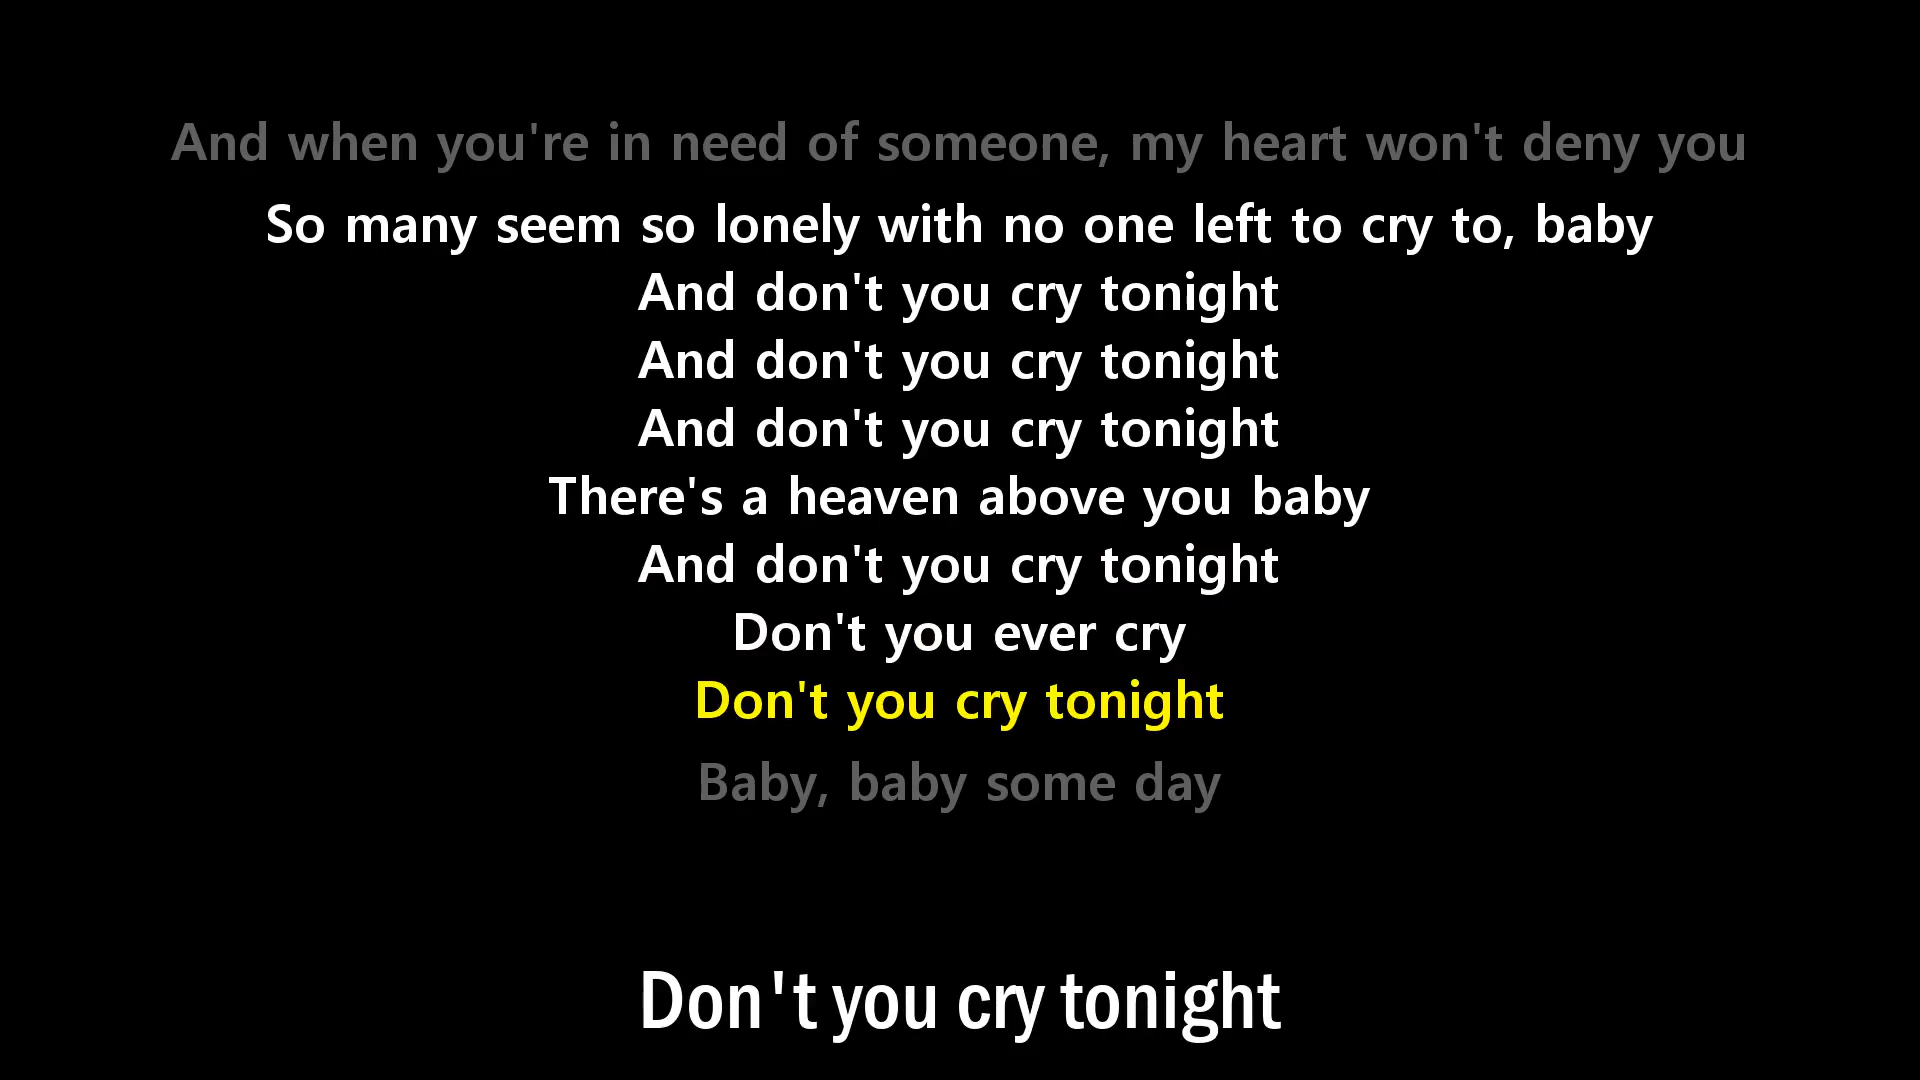 And when you're in need of someone, my heart won't deny you
So many seem so lonely with no one left to cry to, baby
And don't you cry tonight
And don't you cry tonight
And don't you cry tonight
There's a heaven above you baby
And don't you cry tonight
Don't you ever cry
Don't you cry tonight
Baby, baby some day
Don't you cry tonight